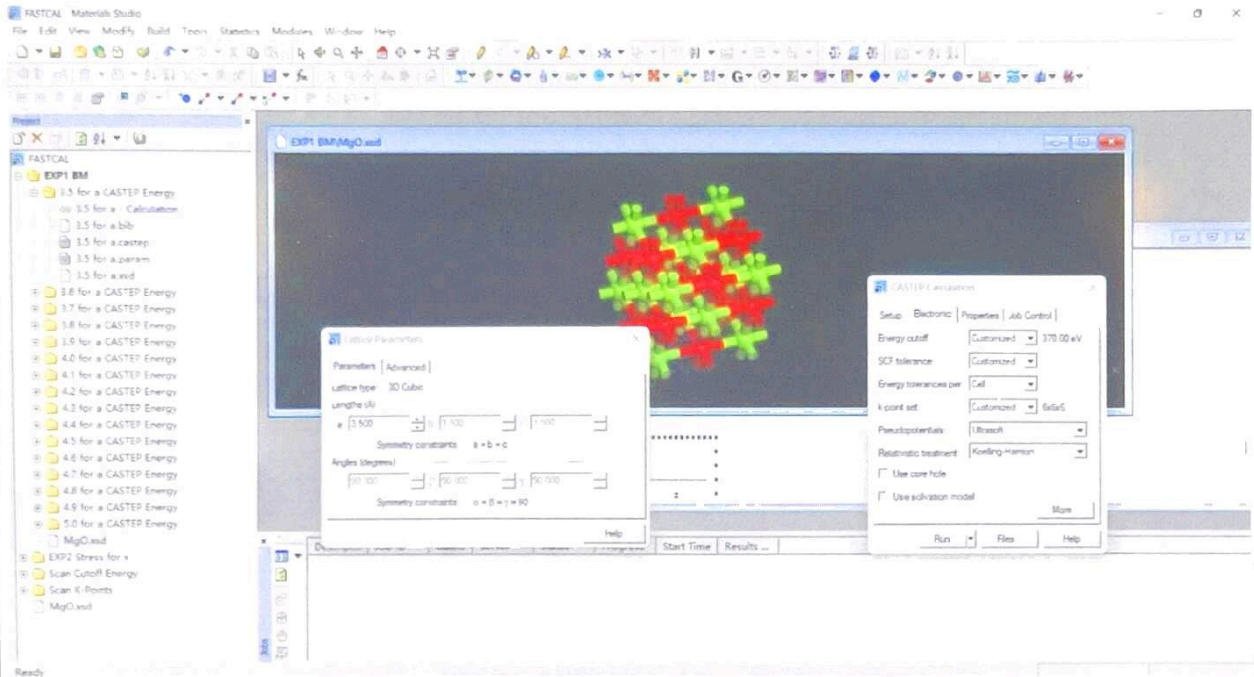 FASTCAL Materials Studio
File Edit View Modify Build Tools Statistics Modules Window Help
Project
FASTCAL
EXP1 BM
3.5 for a CASTEP Energy
3.5 for a - Calculation
3.5 for a.bib
3.5 for a.castep
3.5 for a.param
3.5 for a.xsd
3.6 for a CASTEP Energy
3.7 for a CASTEP Energy
3.8 for a CASTEP Energy
3.9 for a CASTEP Energy
4.0 for a CASTEP Energy
4.1 for a CASTEP Energy
4.2 for a CASTEP Energy
4.3 for a CASTEP Energy
4.4 for a CASTEP Energy
4.5 for a CASTEP Energy
4.6 for a CASTEP Energy
4.7 for a CASTEP Energy
4.8 for a CASTEP Energy
4.9 for a CASTEP Energy
5.0 for a CASTEP Energy
MgO.xsd
EXP2 Stress for
Scan Cutoff Energy
Scan K-Points
MgO.xsd
Ready
EXP1 BM\MgO.xsd
Lattice Parameters
Parameters Advanced
Lattice type: 3D Cubic
Lengths (Å)
a: 3.500
Symmetry constraints: a = b = c
Angles (degrees)
90.000 90.000 90.000
Symmetry constraints: α = β = γ = 90
Help
CASTEP Calculation
Setup Electronic Properties Job Control
Energy cutoff: Customized 370.00 eV
SCF tolerance: Customized
Energy tolerances per: Cell
k-point set: Customized 6x6x6
Pseudopotentials: Ultrasoft
Relativistic treatment: Koelling-Harmon
Use core hole
Use solvation model
More
Run Files Help
Start Time Results ...
Jobs